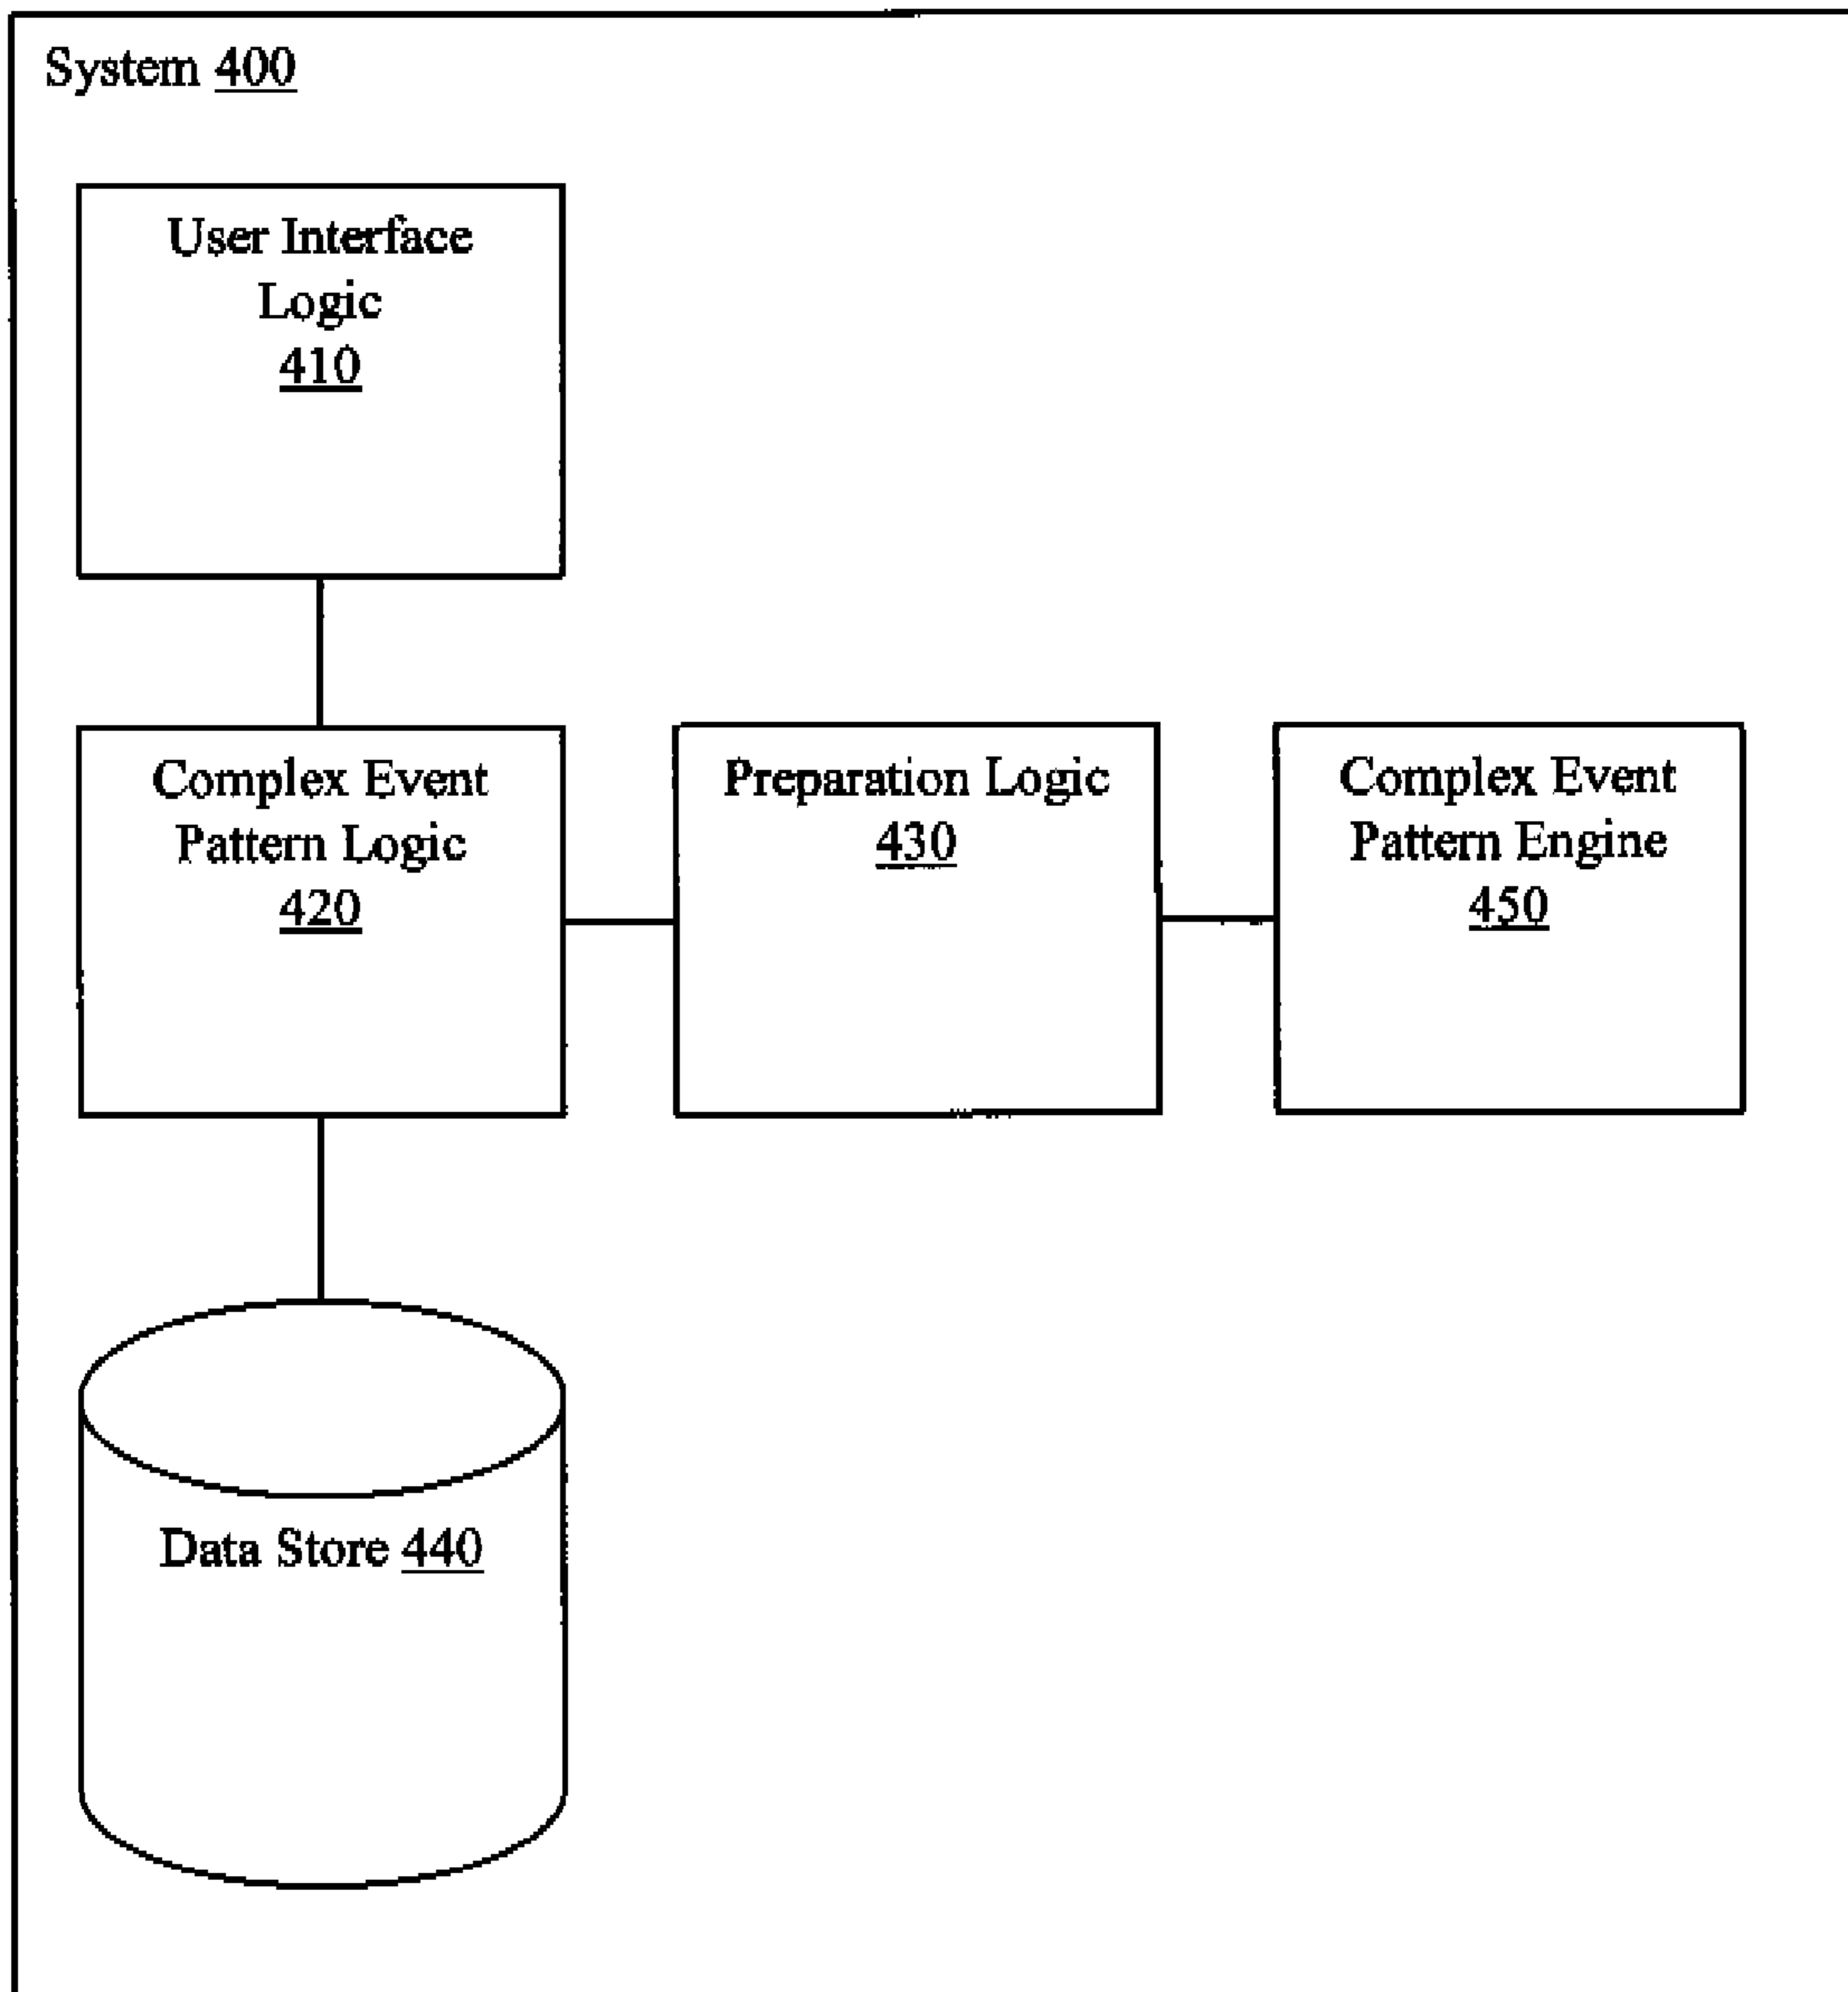 System 400
User Interface
Logic
410
Complex Event
Pattern Logic
420
Preparation Logic
430
Complex Event
Pattern Engine
450
Data Store 440